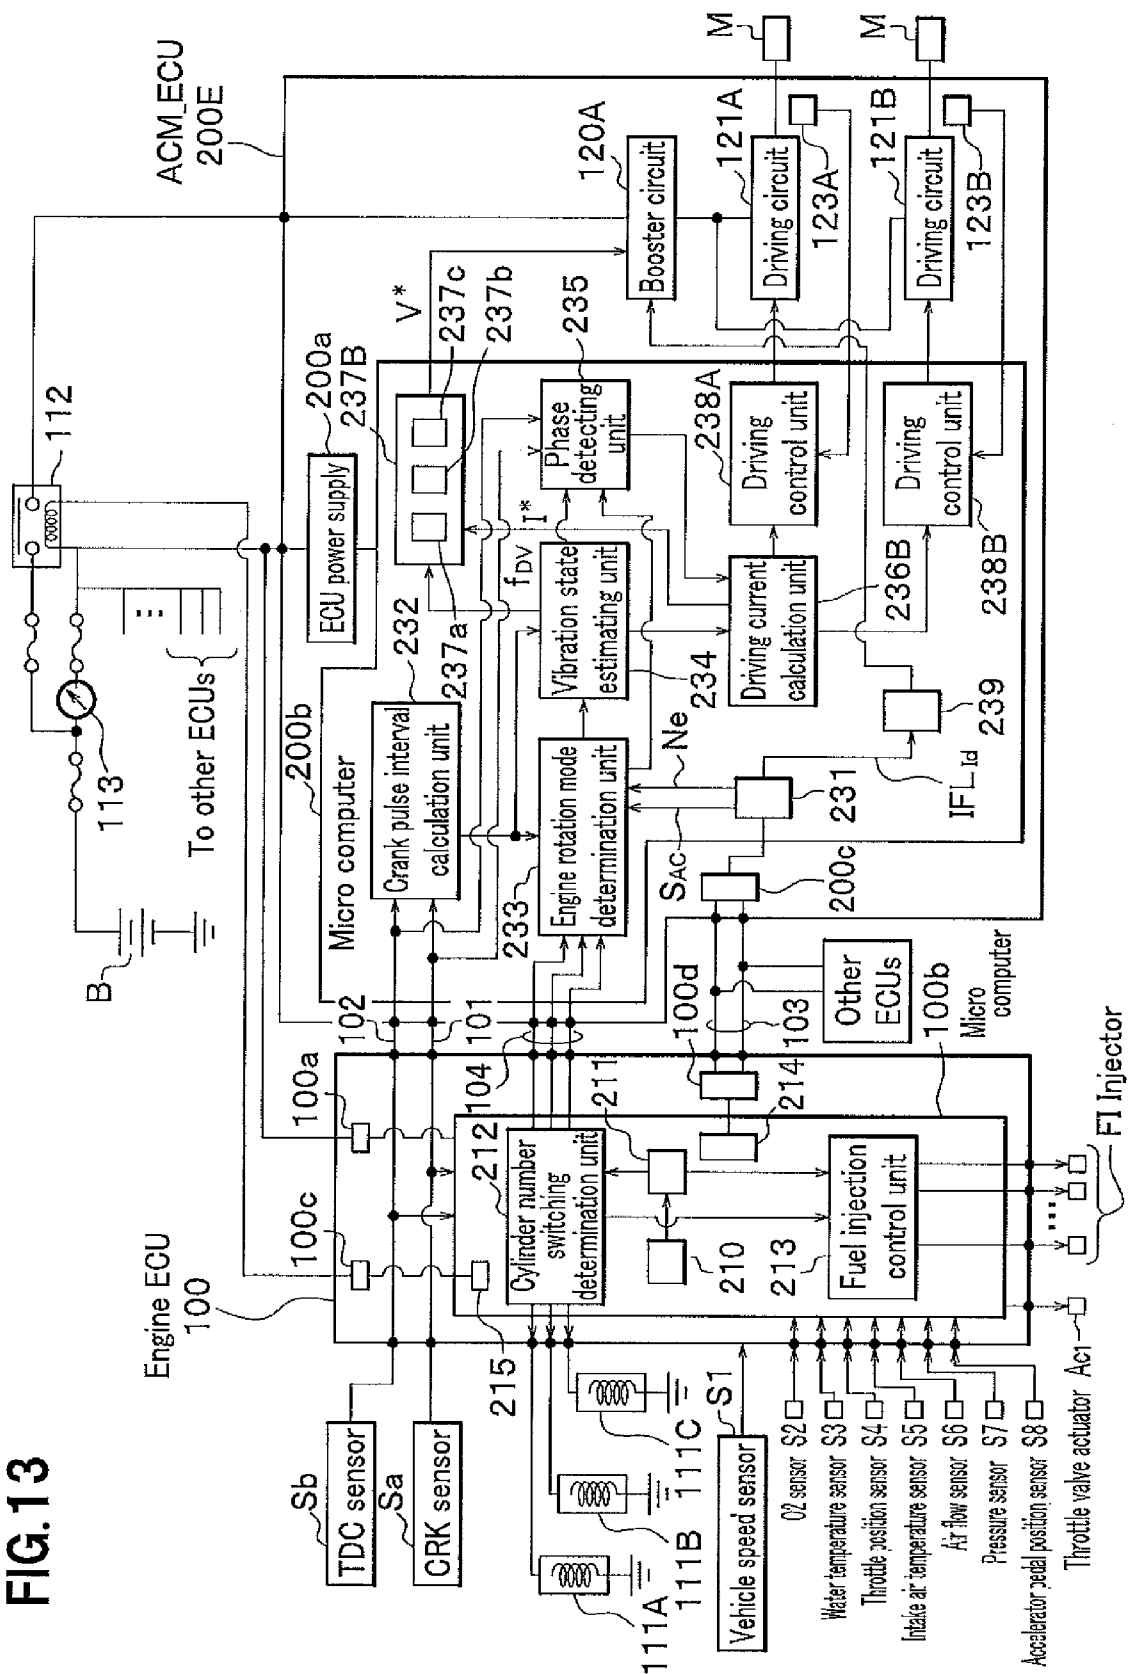 FIG.13
Engine ECU
100
ACM_ECU
200E
B
113
To other ECUs
112
TDC sensor
Sb
CRK sensor
Sa
100c
100a
102
101
104
200b
Micro computer
ECU power supply
200a
237B
V*
237c
237b
237a
I*
Crank pulse interval
calculation unit
232
215
212
Cylinder number
switching
determination unit
211
210
213
Fuel injection
control unit
214
100d
103
Other
ECUs
100b
Micro
computer
233
Engine rotation mode
determination unit
fDV
Vibration state
estimating unit
234
Phase
detecting
unit
235
Booster circuit
120A
SAC
Ne
231
200c
IFL_Id
239
Driving current
calculation unit
236B
238A
Driving
control unit
Driving
control unit
238B
Driving circuit
121A
123A
M
Driving circuit
121B
123B
M
111A
111B
111C
Vehicle speed sensor
S1
O2 sensor S2
Water temperature sensor S3
Throttle position sensor S4
Intake air temperature sensor S5
Air flow sensor S6
Pressure sensor S7
Accelerator pedal position sensor S8
Throttle valve actuator Ac1
FI Injector